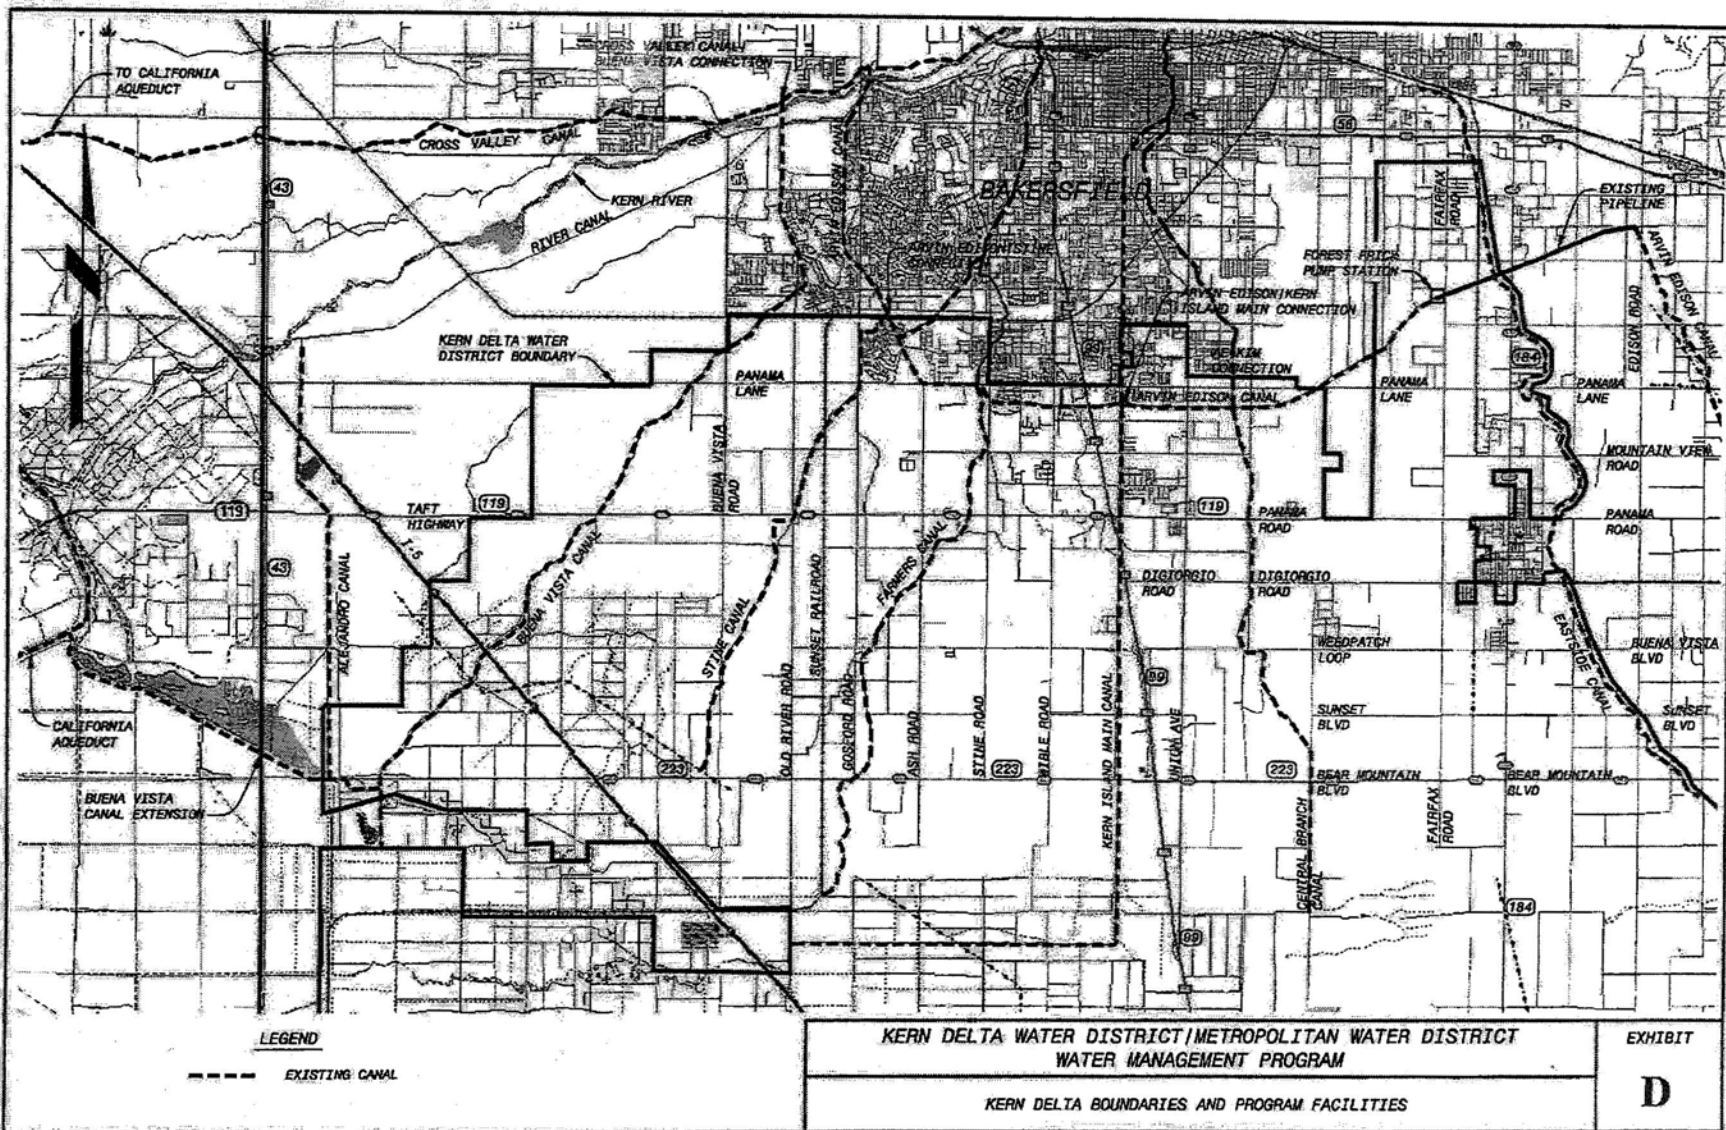 CROSS VALLEY CANAL/
BUENA VISTA CONNECTION
TO CALIFORNIA
AQUEDUCT
CROSS VALLEY CANAL
58
43
KERN RIVER
RIVER CANAL
ARVIN EDISON CANAL
BAKERSFIELD
FAIRFAX
ROAD
EXISTING
PIPELINE
ARVIN EDISON/STINE
FOREST FRICK
PUMP STATION
ARVIN EDISON CANAL
EDISON ROAD
ARVIN EDISON/KERN
ISLAND MAIN CONNECTION
KERN DELTA WATER
DISTRICT BOUNDARY
99
CONNECTION
184
PANAMA
LANE
ARVIN EDISON CANAL
PANAMA
LANE
PANAMA
LANE
BUENA VISTA
ROAD
MOUNTAIN VIEW
ROAD
119
TAFT
HIGHWAY
119
119
PANAMA
ROAD
PANAMA
ROAD
I-5
43
ALEJANDRO CANAL
BUENA VISTA CANAL
STINE CANAL
SUNSET RAILROAD
FARMERS CANAL
DIGIORGIO
ROAD
DIGIORGIO
ROAD
WEEDPATCH
LOOP
EASTSIDE CANAL
BUENA VISTA
BLVD
CALIFORNIA
AQUEDUCT
OLD RIVER ROAD
GOSFORD ROAD
ASH ROAD
STINE ROAD
WIBLE ROAD
KERN ISLAND MAIN CANAL
99
UNION AVE
SUNSET
BLVD
SUNSET
BLVD
223
223
223
BEAR MOUNTAIN
BLVD
BEAR MOUNTAIN
BLVD
BUENA VISTA
CANAL EXTENSION
CENTRAL BRANCH
CANAL
FAIRFAX
ROAD
184
99
LEGEND
EXISTING CANAL
KERN DELTA WATER DISTRICT/METROPOLITAN WATER DISTRICT
WATER MANAGEMENT PROGRAM
KERN DELTA BOUNDARIES AND PROGRAM FACILITIES
EXHIBIT
D